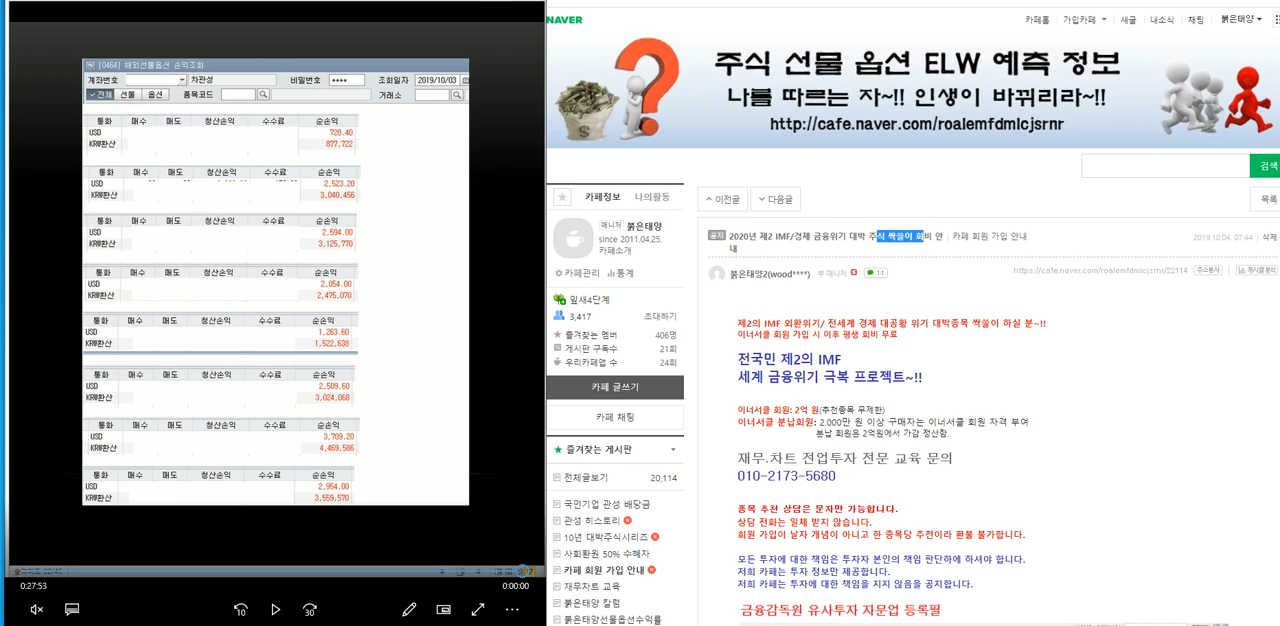 [0464] 해외선물옵션 손익조회
계좌번호 차관성 비밀번호 **** 조회일자 2019/10/03
전체 선물 옵션 품목코드 거래소
통화 매수 매도 청산손익 수수료 순손익
USD 728.40
KRW환산 877,722
통화 매수 매도 청산손익 수수료 순손익
USD 2,523.20
KRW환산 3,040,456
통화 매수 매도 청산손익 수수료 순손익
USD 2,594.00
KRW환산 3,125,770
통화 매수 매도 청산손익 수수료 순손익
USD 2,054.00
KRW환산 2,475,070
통화 매수 매도 청산손익 수수료 순손익
USD 1,263.60
KRW환산 1,522,638
통화 매수 매도 청산손익 수수료 순손익
USD 2,509.60
KRW환산 3,024,068
통화 매수 매도 청산손익 수수료 순손익
USD 3,709.20
KRW환산 4,469,586
통화 매수 매도 청산손익 수수료 순손익
USD 2,954.00
KRW환산 3,559,570
0:27:53 0:00:00
10 30
NAVER
카페홈 가입카페 새글 내소식 채팅 붉은태양
주식 선물 옵션 ELW 예측 정보
나를 따르는 자~!! 인생이 바뀌리라~!!
http://cafe.naver.com/roalemfdmlcjsrnr
검색
카페정보 나의활동
매니저 붉은태양
since 2011.04.25.
카페소개
카페관리 통계
잎새4단계
3,417 초대하기
즐겨찾는 멤버 406명
게시판 구독수 21회
우리카페앱 수 24회
카페 글쓰기
카페 채팅
즐겨찾는 게시판
전체글보기 20,114
국민기업 관성 배당금
관성 히스토리
10년 대박주식시리즈
사회환원 50% 수혜자
카페 회원 가입 안내
재무차트 교육
붉은태양 칼럼
붉은태양선물옵션수익률
이전글 다음글 목록
공지 2020년 제2 IMF/경제 금융위기 대박 주식 싹쓸이 회비 안내 카페 회원 가입 안내 2019.10.04. 07:44 삭제
붉은태양2(wood****) 부매니저 1:1 https://cafe.naver.com/roalemfdmlcjsrnr/22114 주소복사 게시글 분석
제2의 IMF 외환위기/ 전세계 경제 대공황 위기 대박종목 싹쓸이 하실 분~!!
이너서클 회원 가입 시 이후 평생 회비 무료
전국민 제2의 IMF
세계 금융위기 극복 프로젝트~!!
이너서클 회원: 2억 원(추천종목 무제한)
이너서클 분납회원: 2.000만 원 이상 구매자는 이너서클 회원 자격 부여
분납 회원은 2억원에서 가감 정산함.
재무.차트 전업투자 전문 교육 문의
010-2173-5680
종목 추천 상담은 문자만 가능합니다.
상담 전화는 일체 받지 않습니다.
회원 가입이 날자 개념이 아니고 한 종목당 추천이라 환불 불가합니다.
모든 투자에 대한 책임은 투자자 본인의 책임 판단하에 하셔야 합니다.
저희 카페는 투자 정보만 제공합니다.
저희 카페는 투자에 대한 책임을 지지 않음을 공지합니다.
금융감독원 유사투자 자문업 등록필